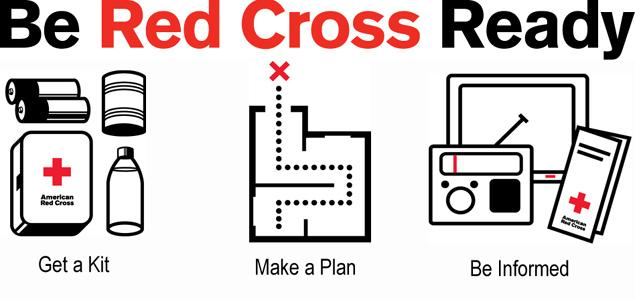 Be Red Cross Ready
American
Red Cross
American
Red Cross
Get a Kit
Make a Plan
Be Informed